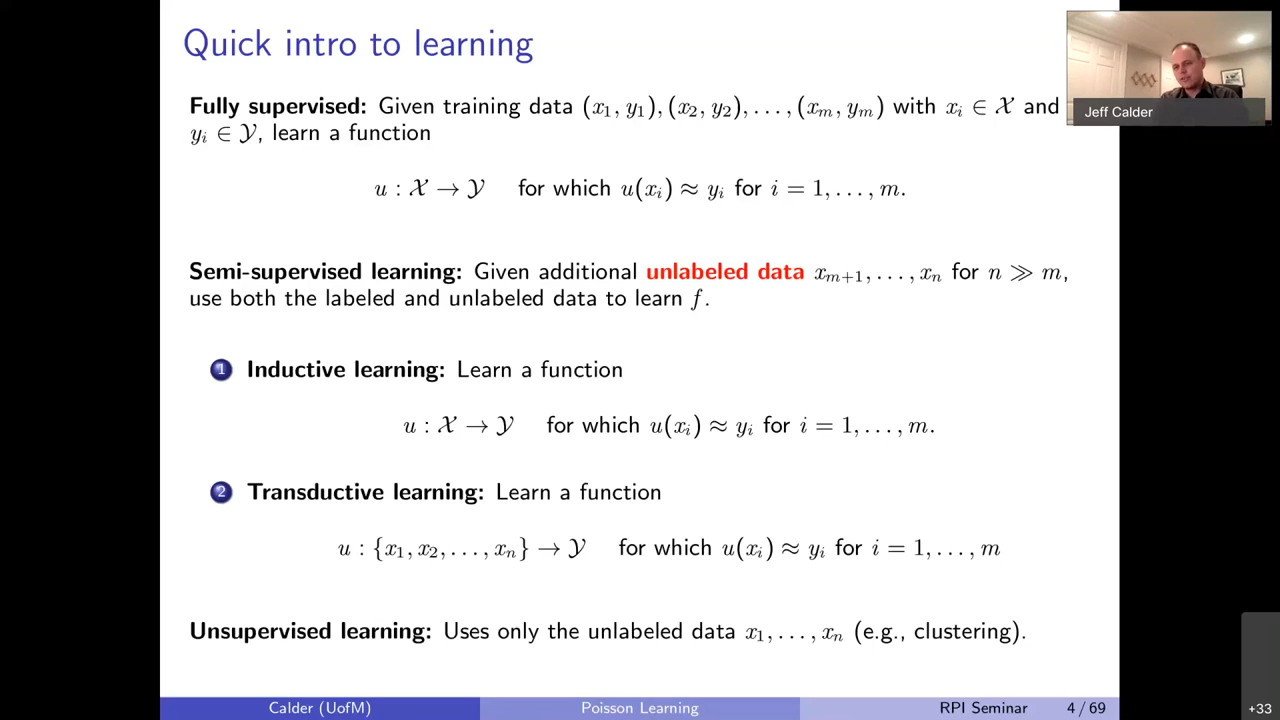 Quick intro to learning
Jeff Calder
Fully supervised: Given training data (x₁, y₁), (x₂, y₂), . . . , (xₘ, yₘ) with xᵢ ∈ 𝒳 and
yᵢ ∈ 𝒴, learn a function
u : 𝒳 → 𝒴 for which u(xᵢ) ≈ yᵢ for i = 1, . . . , m.
Semi-supervised learning: Given additional unlabeled data xₘ₊₁, . . . , xₙ for n ≫ m,
use both the labeled and unlabeled data to learn f.
1 Inductive learning: Learn a function
u : 𝒳 → 𝒴 for which u(xᵢ) ≈ yᵢ for i = 1, . . . , m.
2 Transductive learning: Learn a function
u : {x₁, x₂, . . . , xₙ} → 𝒴 for which u(xᵢ) ≈ yᵢ for i = 1, . . . , m
Unsupervised learning: Uses only the unlabeled data x₁, . . . , xₙ (e.g., clustering).
Calder (UofM) Poisson Learning RPI Seminar 4 / 69
+33